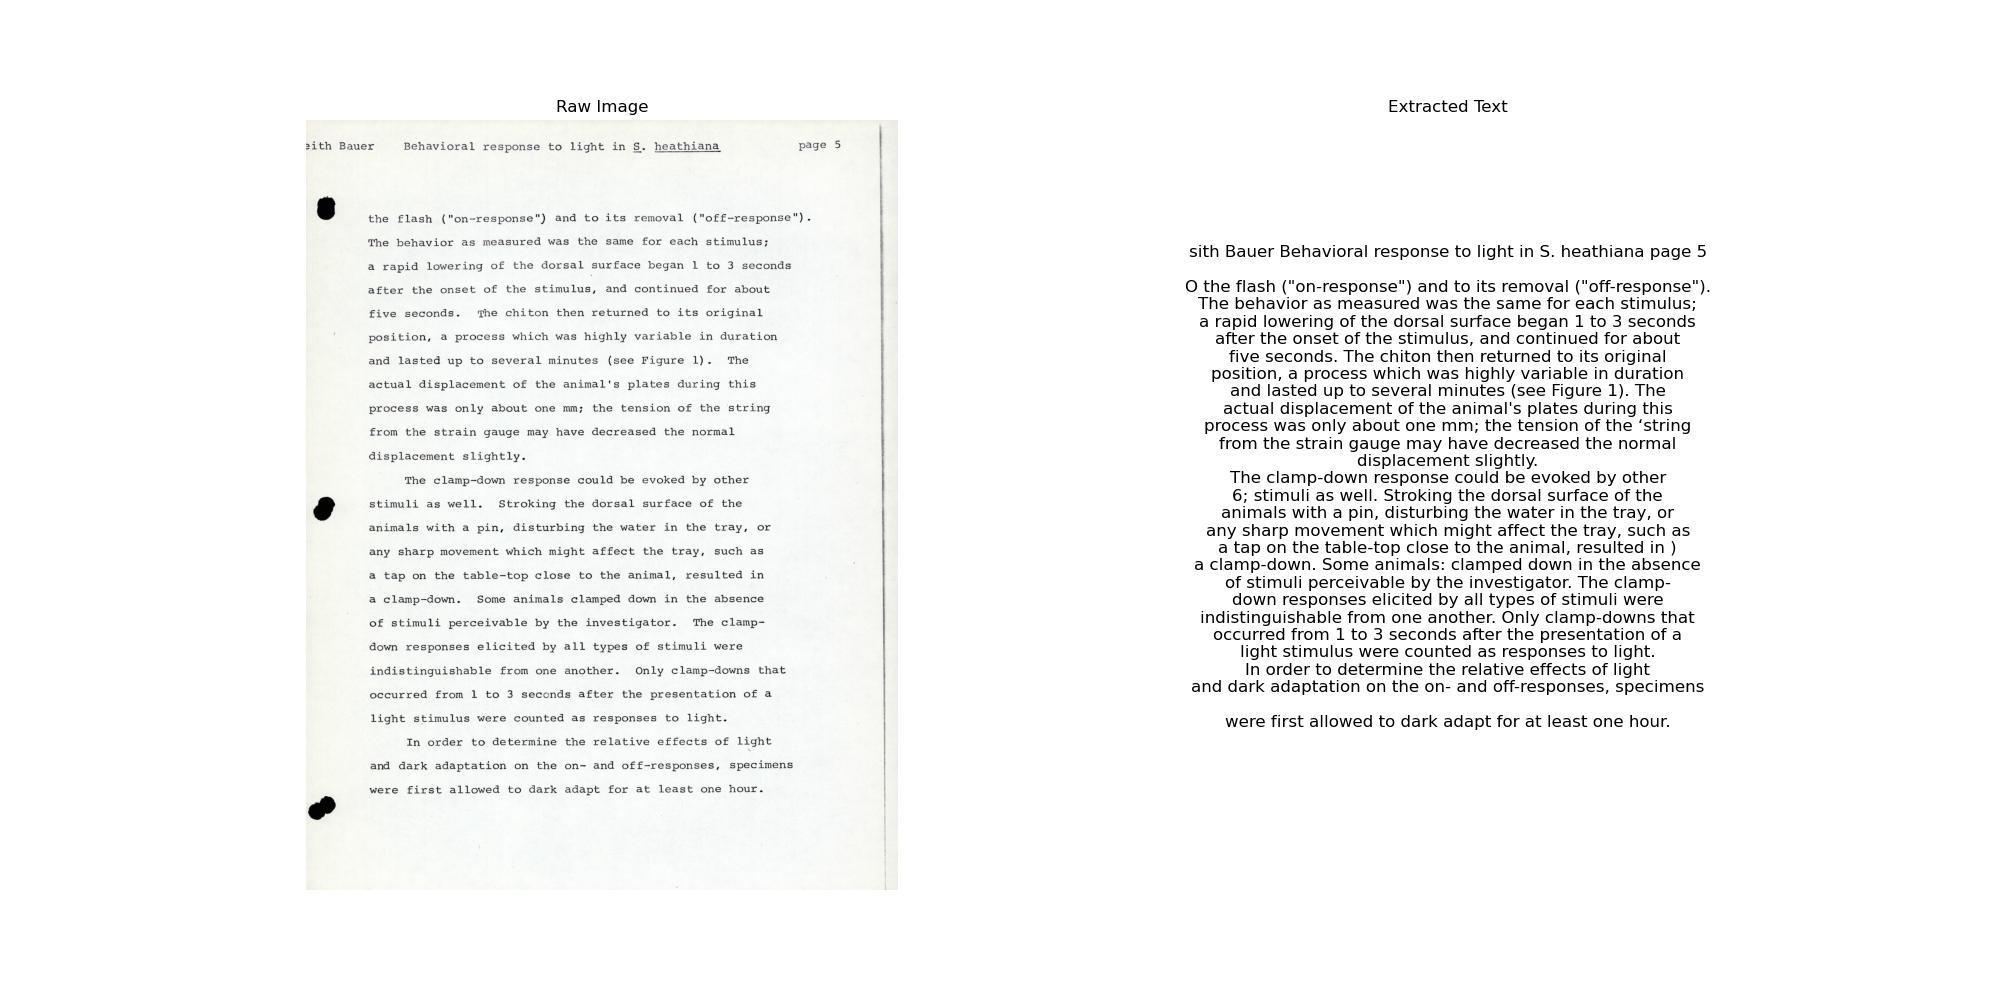 Raw Image
eith Bauer    Behavioral response to light in S. heathiana    page 5
the flash ("on-response") and to its removal ("off-response").
The behavior as measured was the same for each stimulus;
a rapid lowering of the dorsal surface began 1 to 3 seconds
after the onset of the stimulus, and continued for about
five seconds.  The chiton then returned to its original
position, a process which was highly variable in duration
and lasted up to several minutes (see Figure 1).  The
actual displacement of the animal's plates during this
process was only about one mm; the tension of the string
from the strain gauge may have decreased the normal
displacement slightly.
The clamp-down response could be evoked by other
stimuli as well.  Stroking the dorsal surface of the
animals with a pin, disturbing the water in the tray, or
any sharp movement which might affect the tray, such as
a tap on the table-top close to the animal, resulted in
a clamp-down.  Some animals clamped down in the absence
of stimuli perceivable by the investigator.  The clamp-
down responses elicited by all types of stimuli were
indistinguishable from one another.  Only clamp-downs that
occurred from 1 to 3 seconds after the presentation of a
light stimulus were counted as responses to light.
In order to determine the relative effects of light
and dark adaptation on the on- and off-responses, specimens
were first allowed to dark adapt for at least one hour.
Extracted Text
sith Bauer Behavioral response to light in S. heathiana page 5
O the flash ("on-response") and to its removal ("off-response").
The behavior as measured was the same for each stimulus;
a rapid lowering of the dorsal surface began 1 to 3 seconds
after the onset of the stimulus, and continued for about
five seconds. The chiton then returned to its original
position, a process which was highly variable in duration
and lasted up to several minutes (see Figure 1). The
actual displacement of the animal's plates during this
process was only about one mm; the tension of the ‘string
from the strain gauge may have decreased the normal
displacement slightly.
The clamp-down response could be evoked by other
6; stimuli as well. Stroking the dorsal surface of the
animals with a pin, disturbing the water in the tray, or
any sharp movement which might affect the tray, such as
a tap on the table-top close to the animal, resulted in )
a clamp-down. Some animals: clamped down in the absence
of stimuli perceivable by the investigator. The clamp-
down responses elicited by all types of stimuli were
indistinguishable from one another. Only clamp-downs that
occurred from 1 to 3 seconds after the presentation of a
light stimulus were counted as responses to light.
In order to determine the relative effects of light
and dark adaptation on the on- and off-responses, specimens
were first allowed to dark adapt for at least one hour.